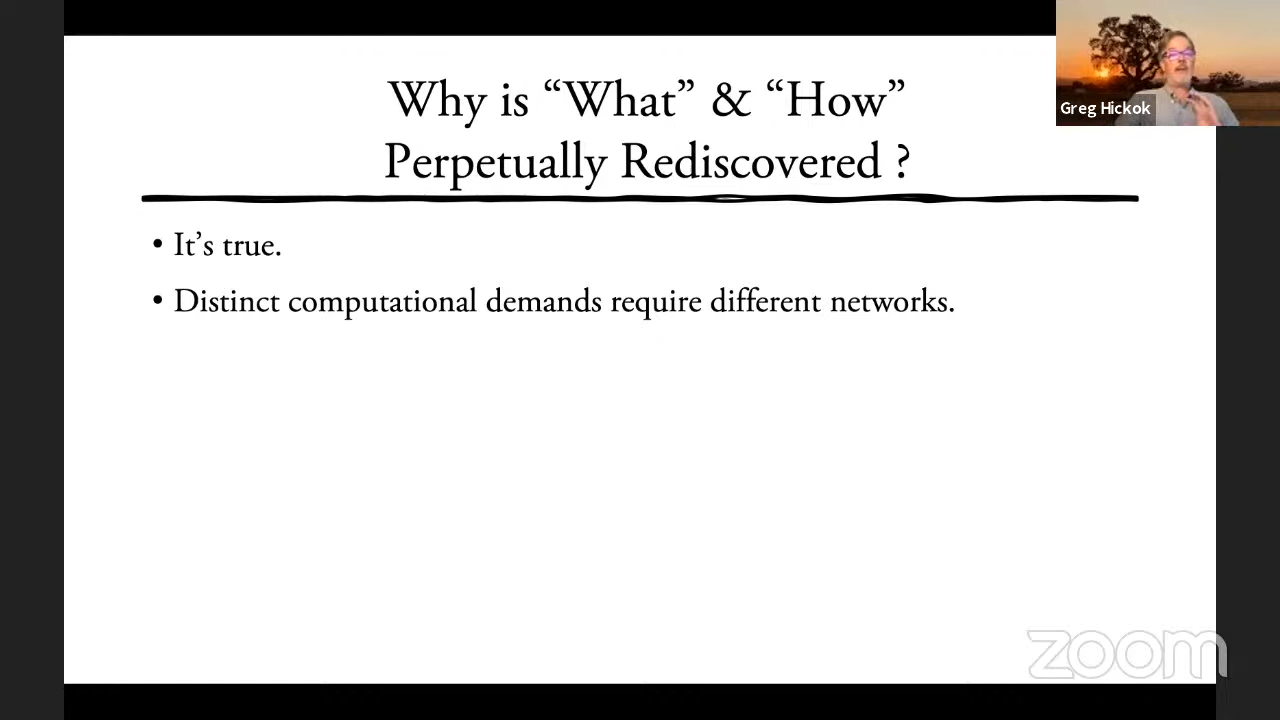 Why is “What” & “How”
Perpetually Rediscovered ?
Greg Hickok
• It’s true.
• Distinct computational demands require different networks.
zoom